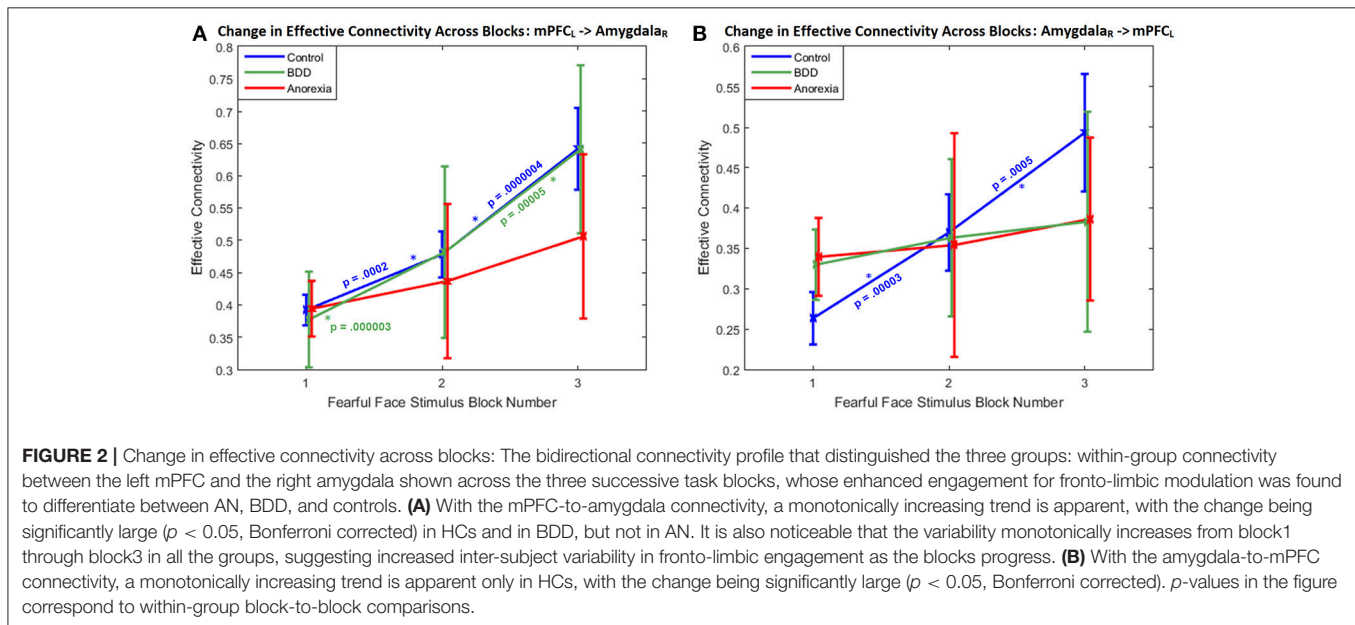 A Change in Effective Connectivity Across Blocks: mPFCL -> AmygdalaR
0.8
0.75
0.7
0.65
0.6
0.55
0.5
0.45
0.4
0.35
0.3
Effective Connectivity
Control
BDD
Anorexia
p = .0002
*
*
p = .0000004
p = .00005
*
*
p = .000003
1 2 3
Fearful Face Stimulus Block Number
B Change in Effective Connectivity Across Blocks: AmygdalaR -> mPFCL
0.6
0.55
0.5
0.45
0.4
0.35
0.3
0.25
0.2
Effective Connectivity
Control
BDD
Anorexia
*
p = .00003
p = .0005
*
1 2 3
Fearful Face Stimulus Block Number
FIGURE 2 | Change in effective connectivity across blocks: The bidirectional connectivity profile that distinguished the three groups: within-group connectivity
between the left mPFC and the right amygdala shown across the three successive task blocks, whose enhanced engagement for fronto-limbic modulation was found
to differentiate between AN, BDD, and controls. (A) With the mPFC-to-amygdala connectivity, a monotonically increasing trend is apparent, with the change being
significantly large (p < 0.05, Bonferroni corrected) in HCs and in BDD, but not in AN. It is also noticeable that the variability monotonically increases from block1
through block3 in all the groups, suggesting increased inter-subject variability in fronto-limbic engagement as the blocks progress. (B) With the amygdala-to-mPFC
connectivity, a monotonically increasing trend is apparent only in HCs, with the change being significantly large (p < 0.05, Bonferroni corrected). p-values in the figure
correspond to within-group block-to-block comparisons.